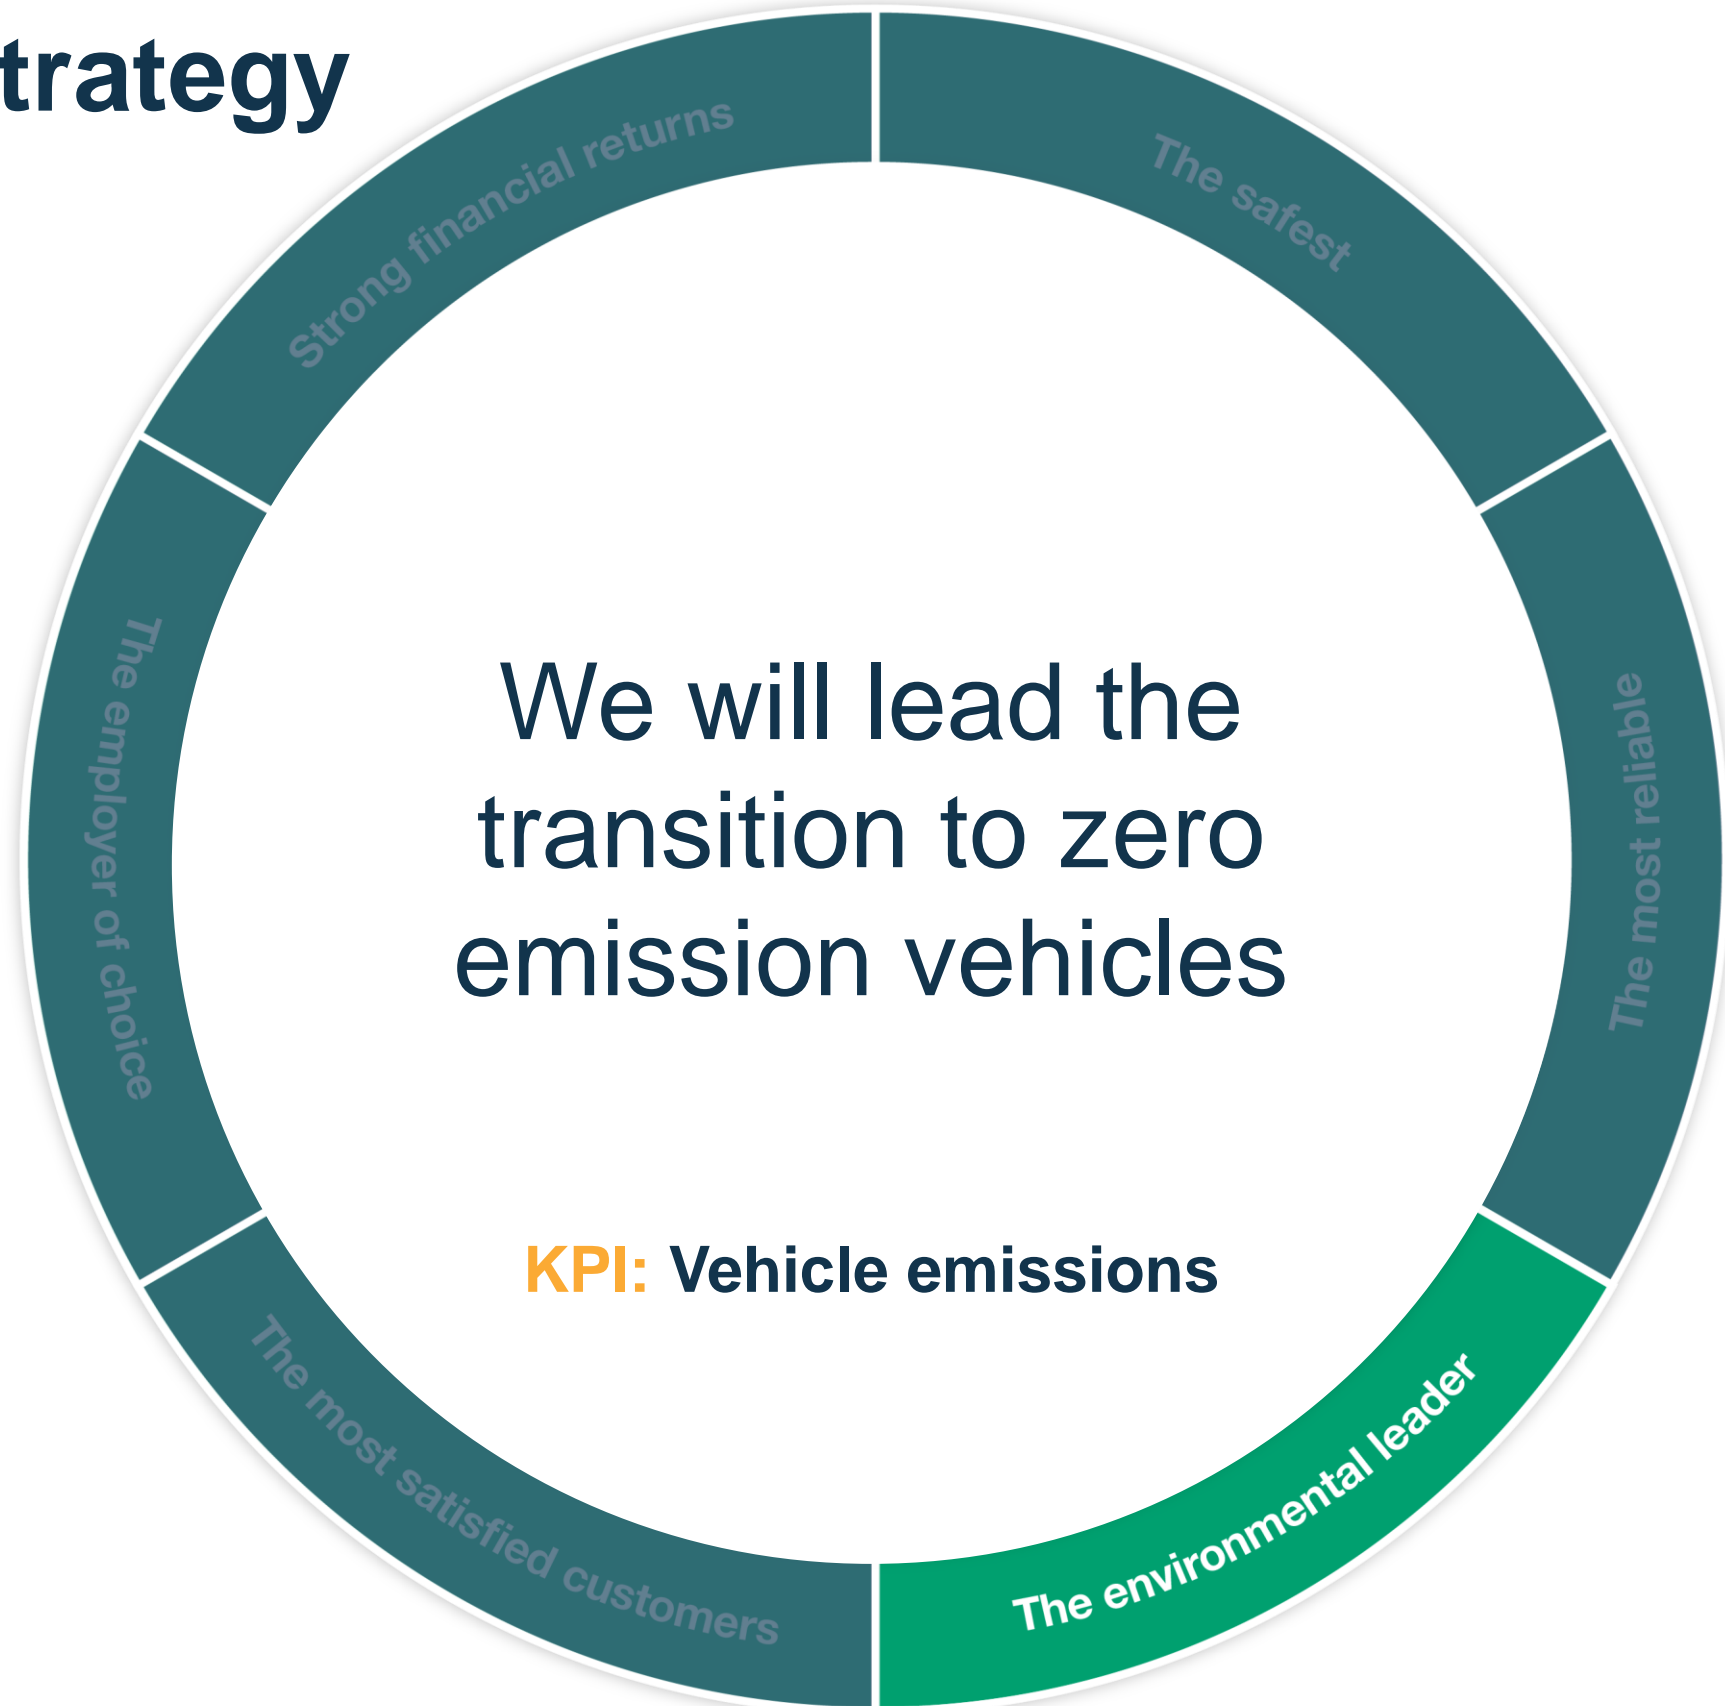 trategy
Strong financial returns
The safest
The most reliable
The environmental leader
The most satisfied customers
The employer of choice
We will lead the
transition to zero
emission vehicles
KPI: Vehicle emissions